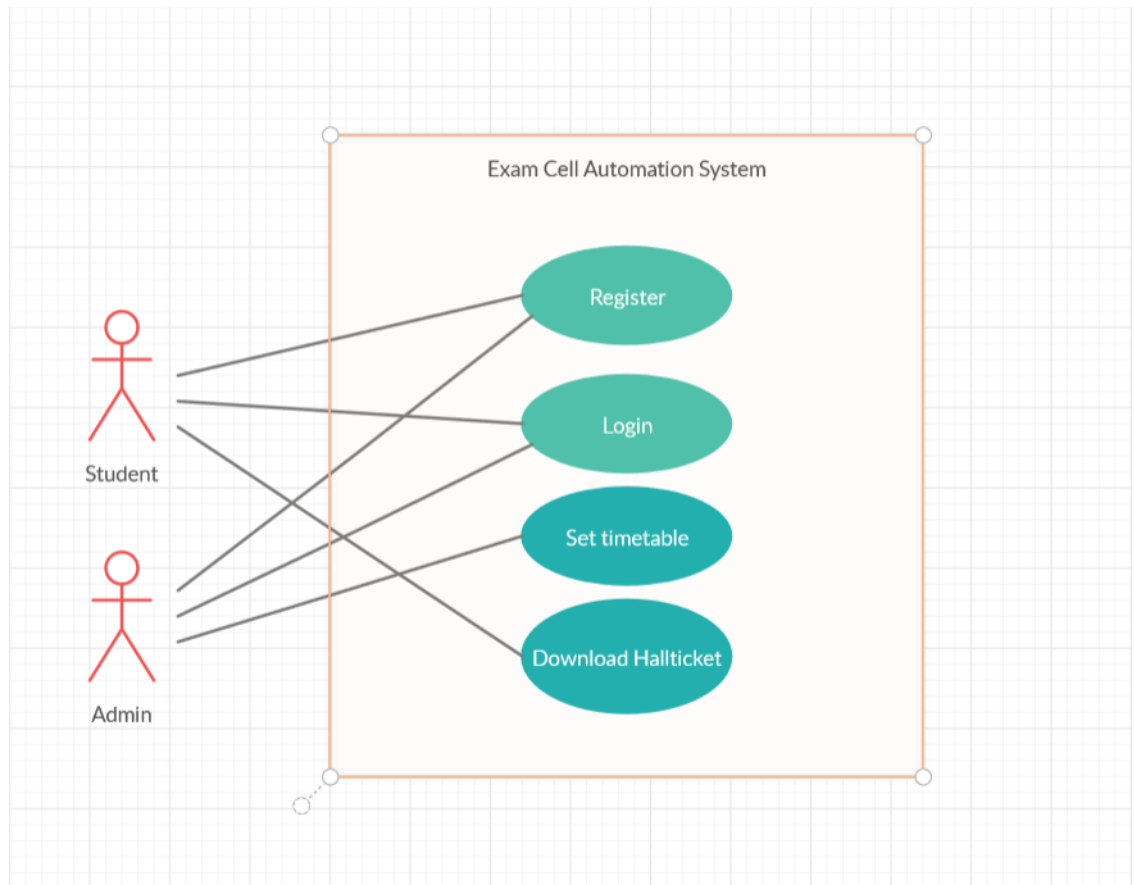 Exam Cell Automation System
Register
Login
Student
Set timetable
Download Hallticket
Admin